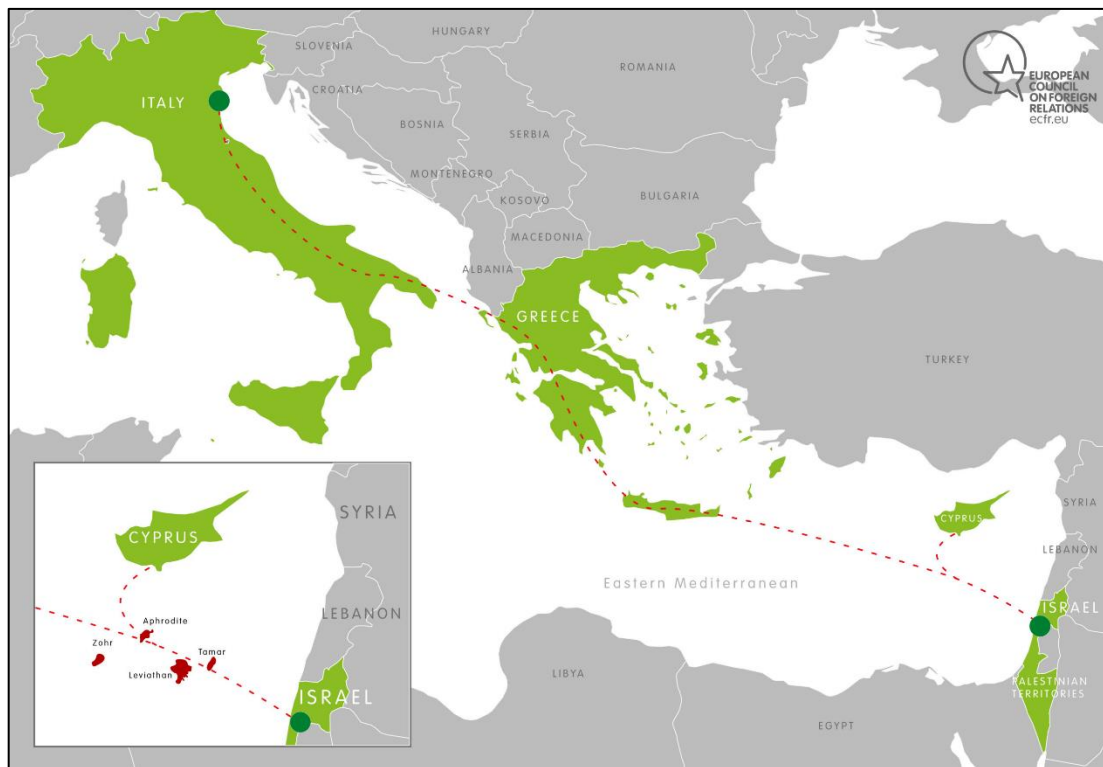 HUNGARY
SLOVENIA
ROMANIA
CROATIA
ITALY
BOSNIA
SERBIA
MONTENEGRO
KOSOVO
BULGARIA
MACEDONIA
ALBANIA
GREECE
TURKEY
EUROPEAN
COUNCIL
ON FOREIGN
RELATIONS
ecfr.eu
CYPRUS
SYRIA
LEBANON
Eastern Mediterranean
ISRAEL
PALESTINIAN
TERRITORIES
LIBYA
EGYPT
SYRIA
CYPRUS
LEBANON
Aphrodite
Zohr
Tamar
Leviathan
ISRAEL